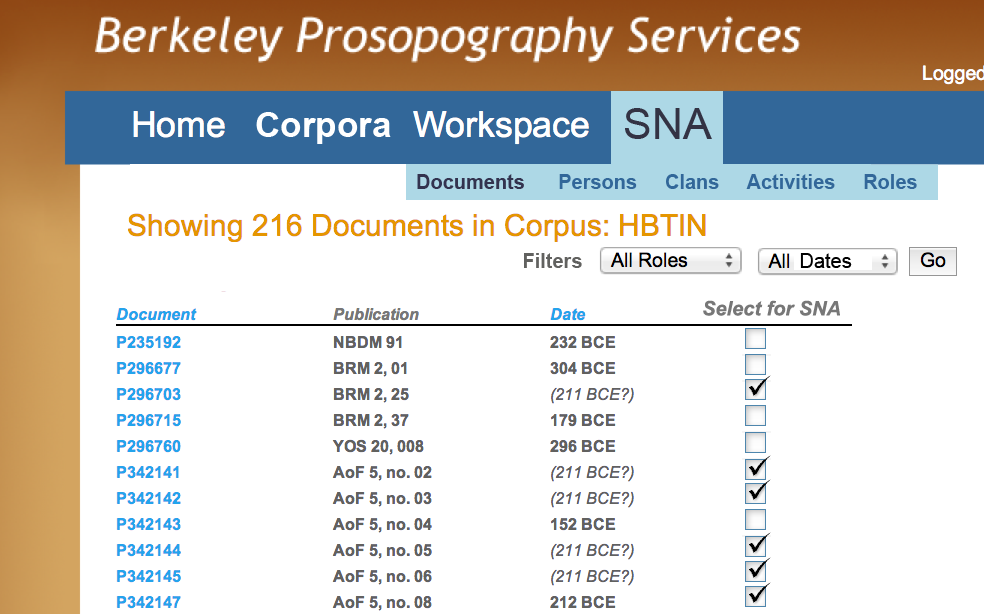 Berkeley Prosopography Services
Logged
Home Corpora Workspace SNA
Documents Persons Clans Activities Roles
Showing 216 Documents in Corpus: HBTIN
Filters All Roles All Dates Go
Document Publication Date Select for SNA
P235192 NBDM 91 232 BCE
P296677 BRM 2, 01 304 BCE
P296703 BRM 2, 25 (211 BCE?)
P296715 BRM 2, 37 179 BCE
P296760 YOS 20, 008 296 BCE
P342141 AoF 5, no. 02 (211 BCE?)
P342142 AoF 5, no. 03 (211 BCE?)
P342143 AoF 5, no. 04 152 BCE
P342144 AoF 5, no. 05 (211 BCE?)
P342145 AoF 5, no. 06 (211 BCE?)
P342147 AoF 5, no. 08 212 BCE